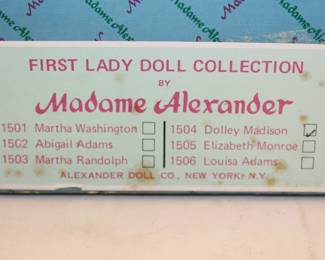 FIRST LADY DOLL COLLECTION
BY
Madame Alexander
1501 Martha Washington ☐ 1504 Dolley Madison ☑
1502 Abigail Adams ☐ 1505 Elizabeth Monroe ☐
1503 Martha Randolph ☐ 1506 Louisa Adams ☐
ALEXANDER DOLL CO., NEW YORK, N.Y.